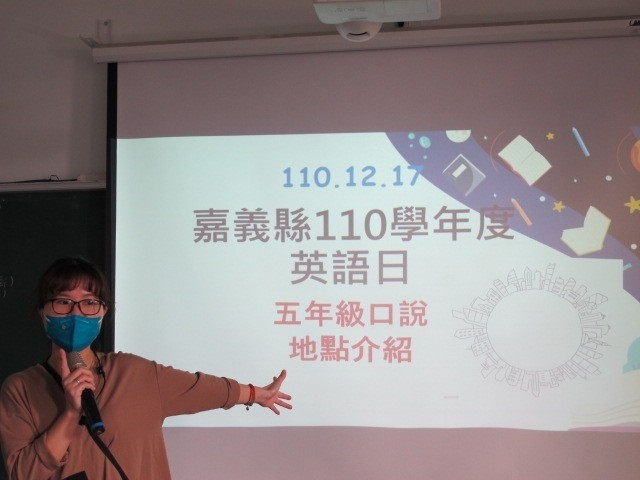 110.12.17
嘉義縣110學年度
英語日
五年級口說
地點介紹